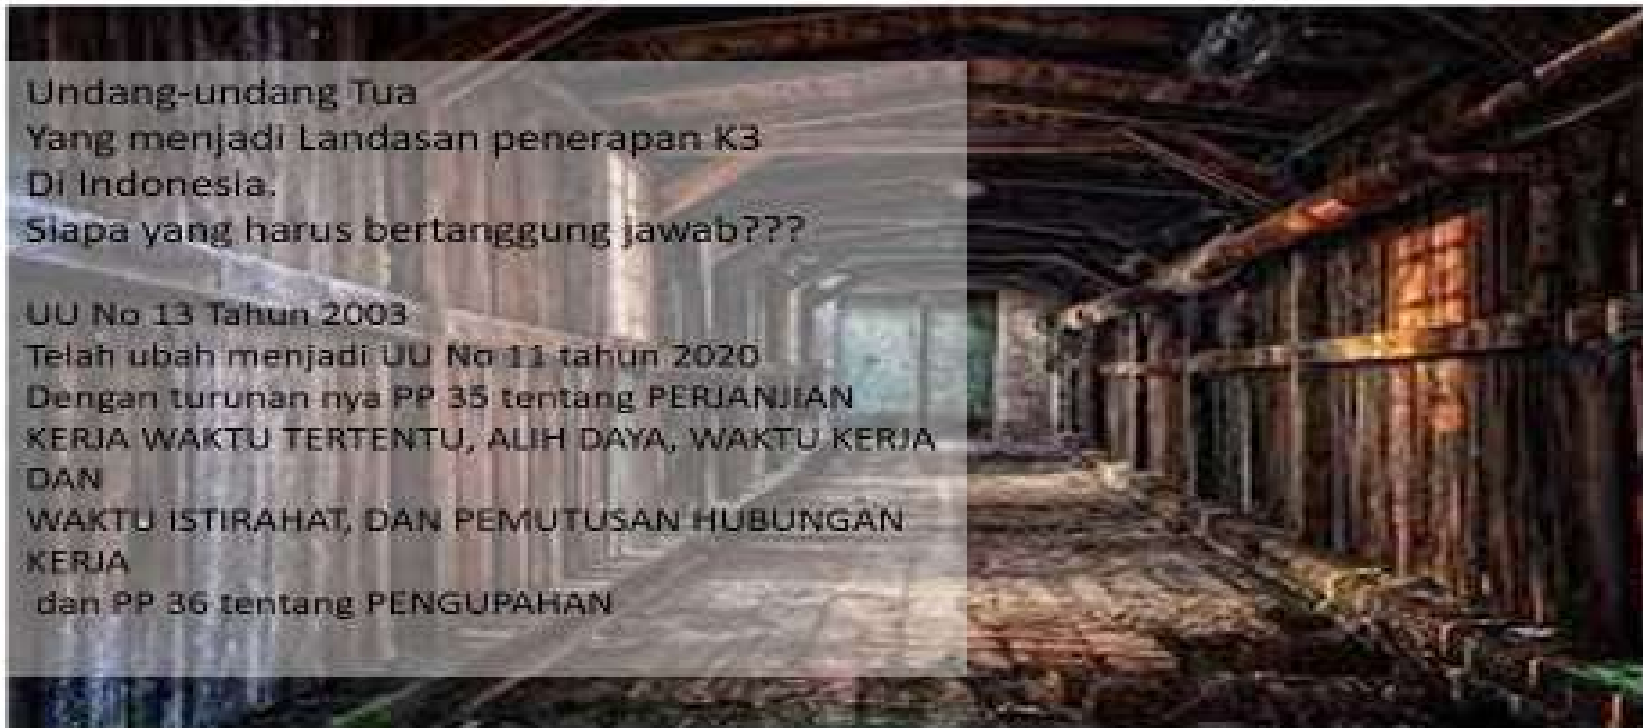 Undang-undang Tua
Yang menjadi Landasan penerapan K3
Di Indonesia.
Siapa yang harus bertanggung jawab???
UU No 13 Tahun 2003
Telah ubah menjadi UU No 11 tahun 2020
Dengan turunan nya PP 35 tentang PERJANJIAN
KERJA WAKTU TERTENTU, ALIH DAYA, WAKTU KERJA
DAN
WAKTU ISTIRAHAT, DAN PEMUTUSAN HUBUNGAN
KERJA
dan PP 36 tentang PENGUPAHAN